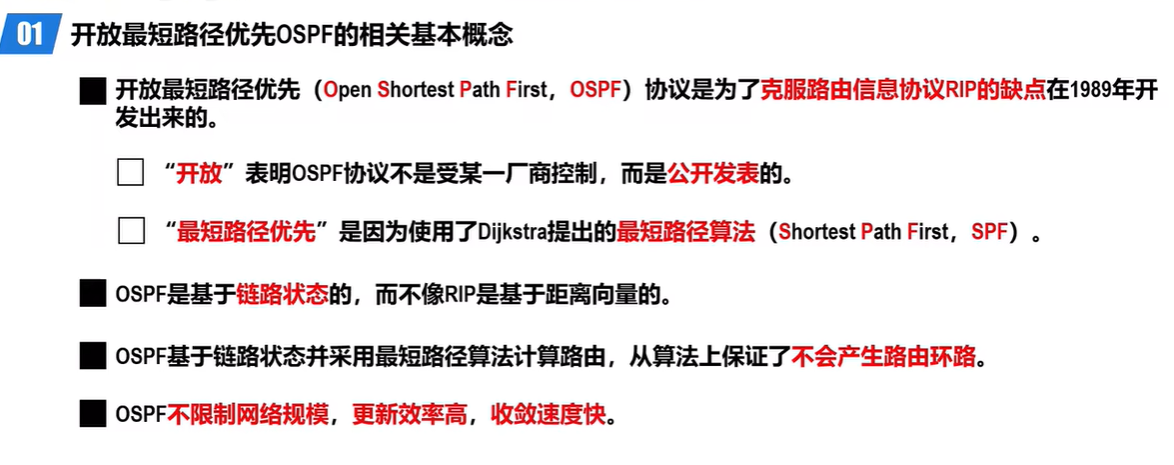 01 开放最短路径优先OSPF的相关基本概念
开放最短路径优先（Open Shortest Path First，OSPF）协议是为了克服路由信息协议RIP的缺点在1989年开
发出来的。
“开放”表明OSPF协议不是受某一厂商控制，而是公开发表的。
“最短路径优先”是因为使用了Dijkstra提出的最短路径算法（Shortest Path First，SPF）。
OSPF是基于链路状态的，而不像RIP是基于距离向量的。
OSPF基于链路状态并采用最短路径算法计算路由，从算法上保证了不会产生路由环路。
OSPF不限制网络规模，更新效率高，收敛速度快。